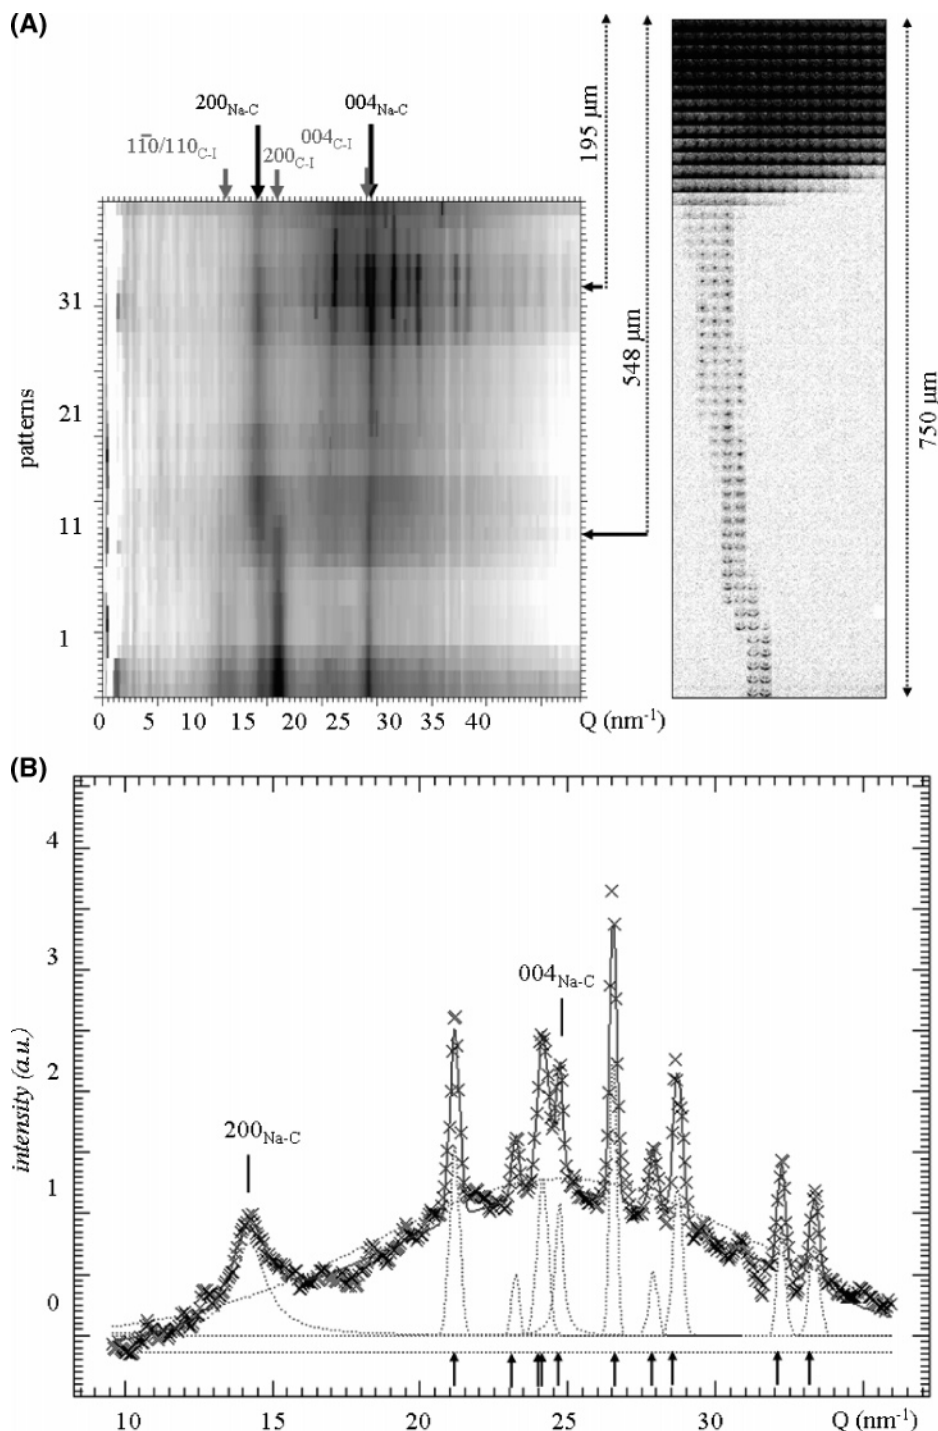 (A)
200Na-C
004Na-C
11̅0/110C-I
200C-I
004C-I
195 μm
548 μm
750 μm
patterns
31
21
11
1
0 5 10 15 20 25 30 35 40 Q (nm-1)
(B)
intensity (a.u.)
4
3
2
1
0
200Na-C
004Na-C
10 15 20 25 30 Q (nm-1)